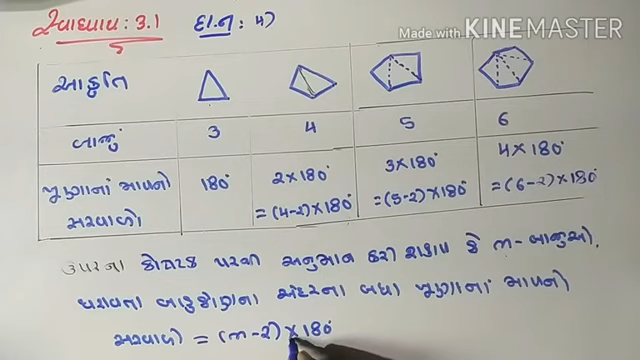 સ્વાધ્યાય : 3.1 દા.ન : 4) Made with KINEMASTER
આકૃતિ
બાજુ 3 4 5 6
ખૂણાનાં માપનો 180° 2×180° 3×180° 4×180°
સરવાળો =(4-2)×180° =(5-2)×180° =(6-2)×180°
ઉપરના કોષ્ટક પરથી અનુમાન કરી શકાય કે n-બાજુઓ
ધરાવતા બહુકોણના અંદરના બધા ખૂણાનાં માપનો
સરવાળો = (n-2)×180°